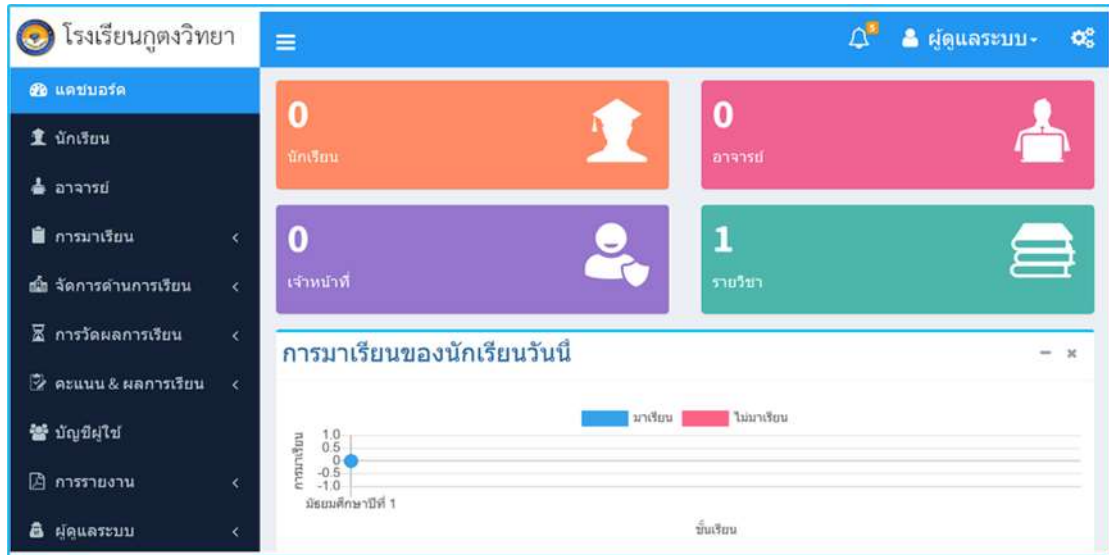 โรงเรียนกูตงวิทยา
5
ผู้ดูแลระบบ
แดชบอร์ด
นักเรียน
อาจารย์
การมาเรียน
จัดการด้านการเรียน
การวัดผลการเรียน
คะแนน & ผลการเรียน
บัญชีผู้ใช้
การรายงาน
ผู้ดูแลระบบ
0
นักเรียน
0
อาจารย์
0
เจ้าหน้าที่
1
รายวิชา
การมาเรียนของนักเรียนวันนี้
มาเรียน
ไม่มาเรียน
การมาเรียน
1.0
0.5
0
-0.5
-1.0
มัธยมศึกษาปีที่ 1
ชั้นเรียน